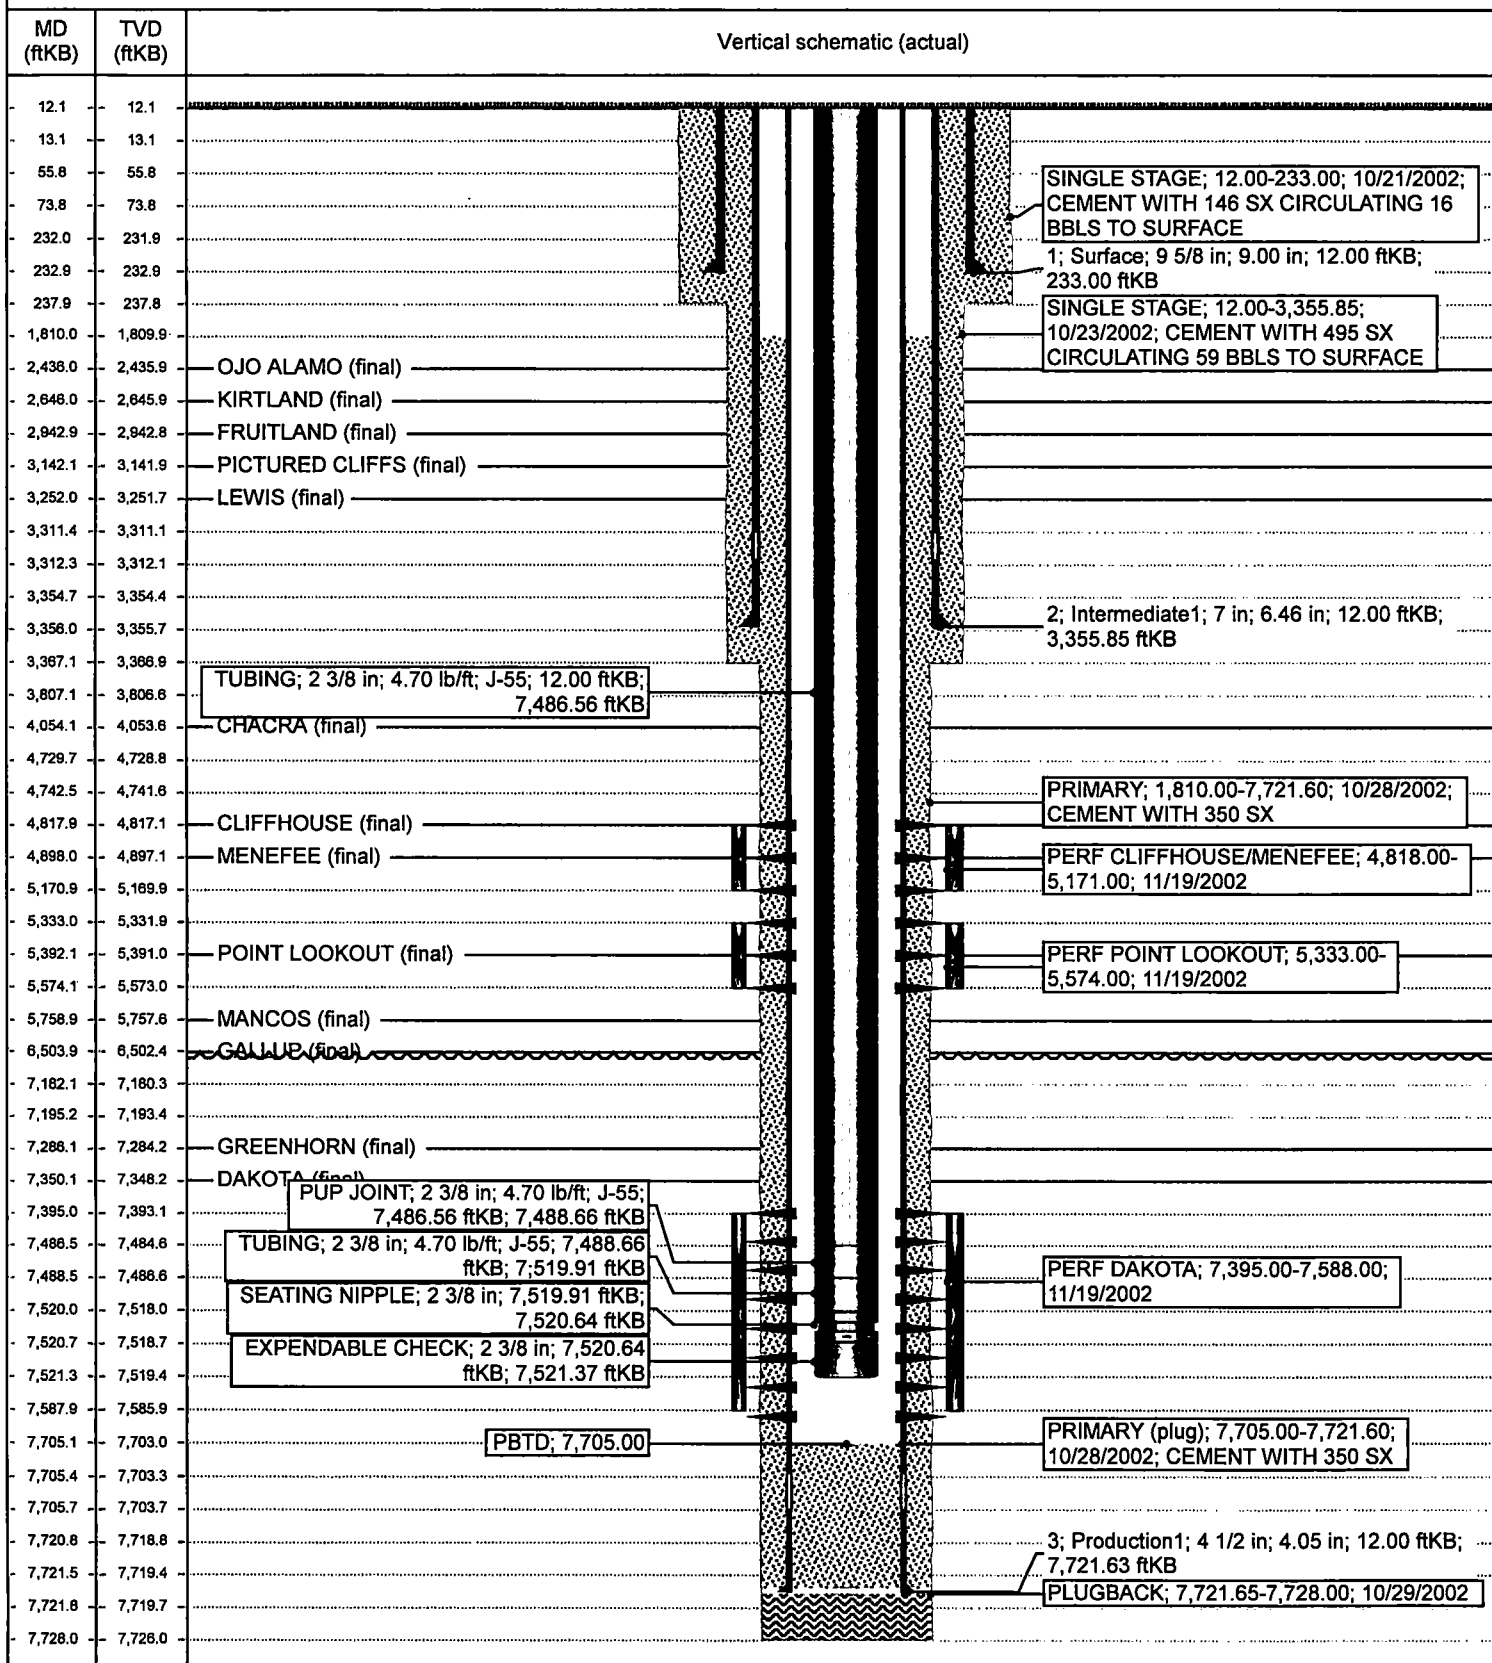 MD
(ftKB)
TVD
(ftKB)
Vertical schematic (actual)
12.1 12.1
13.1 13.1
55.8 55.8
73.8 73.8
232.0 231.9
232.9 232.9
237.9 237.8
1,810.0 1,809.9
2,436.0 2,435.9
2,646.0 2,645.9
2,942.9 2,942.8
3,142.1 3,141.9
3,252.0 3,251.7
3,311.4 3,311.1
3,312.3 3,312.1
3,354.7 3,354.4
3,356.0 3,355.7
3,367.1 3,366.9
3,807.1 3,806.6
4,054.1 4,053.6
4,729.7 4,728.8
4,742.5 4,741.6
4,817.9 4,817.1
4,898.0 4,897.1
5,170.9 5,169.9
5,333.0 5,331.9
5,392.1 5,391.0
5,574.1 5,573.0
5,758.9 5,757.6
6,503.9 6,502.4
7,182.1 7,180.3
7,195.2 7,193.4
7,286.1 7,284.2
7,350.1 7,348.2
7,395.0 7,393.1
7,486.5 7,484.6
7,488.5 7,486.6
7,520.0 7,518.0
7,520.7 7,518.7
7,521.3 7,519.4
7,587.9 7,585.9
7,705.1 7,703.0
7,705.4 7,703.3
7,705.7 7,703.7
7,720.8 7,718.8
7,721.5 7,719.4
7,721.8 7,719.7
7,728.0 7,726.0
OJO ALAMO (final)
KIRTLAND (final)
FRUITLAND (final)
PICTURED CLIFFS (final)
LEWIS (final)
TUBING; 2 3/8 in; 4.70 lb/ft; J-55; 12.00 ftKB;
7,486.56 ftKB
CHACRA (final)
CLIFFHOUSE (final)
MENEFEE (final)
POINT LOOKOUT (final)
MANCOS (final)
GALLUP (final)
GREENHORN (final)
DAKOTA (final)
PUP JOINT; 2 3/8 in; 4.70 lb/ft; J-55;
7,486.56 ftKB; 7,488.66 ftKB
TUBING; 2 3/8 in; 4.70 lb/ft; J-55; 7,488.66
ftKB; 7,519.91 ftKB
SEATING NIPPLE; 2 3/8 in; 7,519.91 ftKB;
7,520.64 ftKB
EXPENDABLE CHECK; 2 3/8 in; 7,520.64
ftKB; 7,521.37 ftKB
PBTD; 7,705.00
SINGLE STAGE; 12.00-233.00; 10/21/2002;
CEMENT WITH 146 SX CIRCULATING 16
BBLS TO SURFACE
1; Surface; 9 5/8 in; 9.00 in; 12.00 ftKB;
233.00 ftKB
SINGLE STAGE; 12.00-3,355.85;
10/23/2002; CEMENT WITH 495 SX
CIRCULATING 59 BBLS TO SURFACE
2; Intermediate1; 7 in; 6.46 in; 12.00 ftKB;
3,355.85 ftKB
PRIMARY; 1,810.00-7,721.60; 10/28/2002;
CEMENT WITH 350 SX
PERF CLIFFHOUSE/MENEFEE; 4,818.00-
5,171.00; 11/19/2002
PERF POINT LOOKOUT; 5,333.00-
5,574.00; 11/19/2002
PERF DAKOTA; 7,395.00-7,588.00;
11/19/2002
PRIMARY (plug); 7,705.00-7,721.60;
10/28/2002; CEMENT WITH 350 SX
3; Production1; 4 1/2 in; 4.05 in; 12.00 ftKB;
7,721.63 ftKB
PLUGBACK; 7,721.65-7,728.00; 10/29/2002